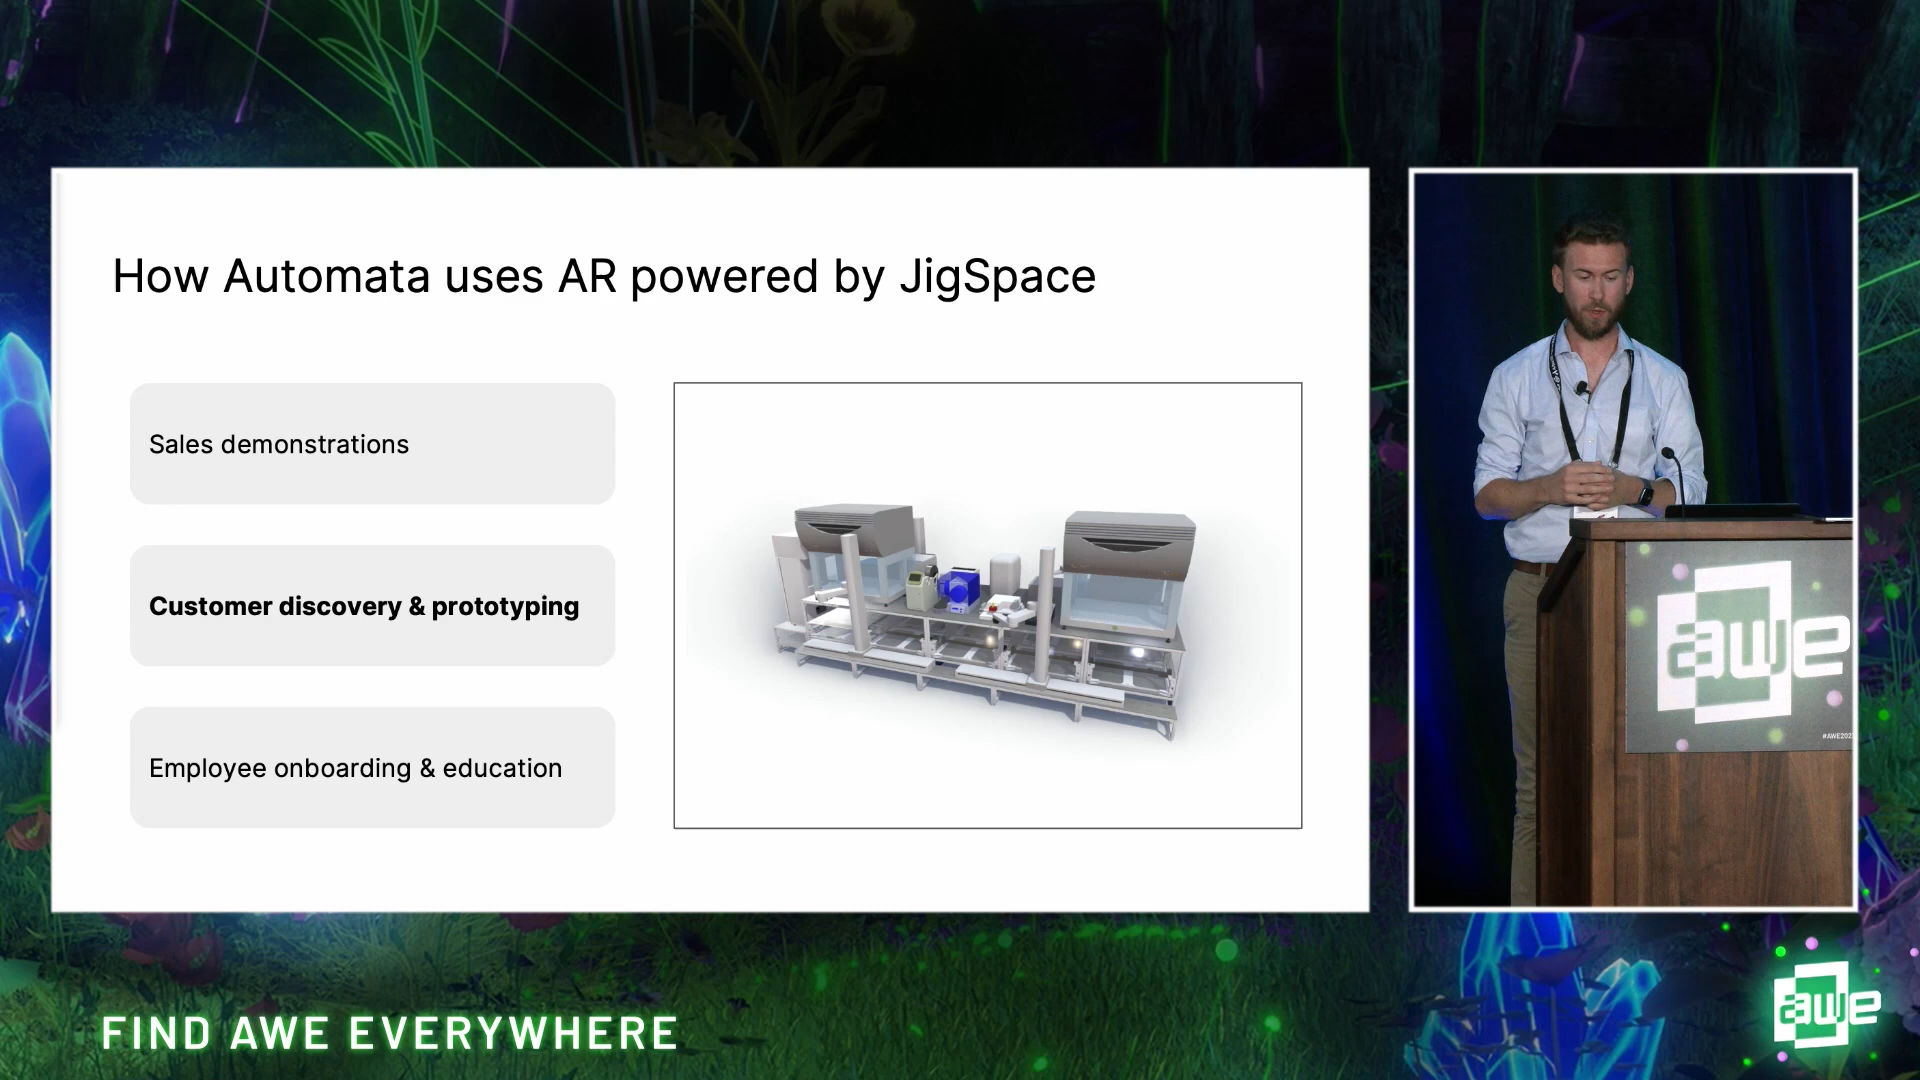 How Automata uses AR powered by JigSpace
Sales demonstrations
Customer discovery & prototyping
Employee onboarding & education
awe
FIND AWE EVERYWHERE
awe